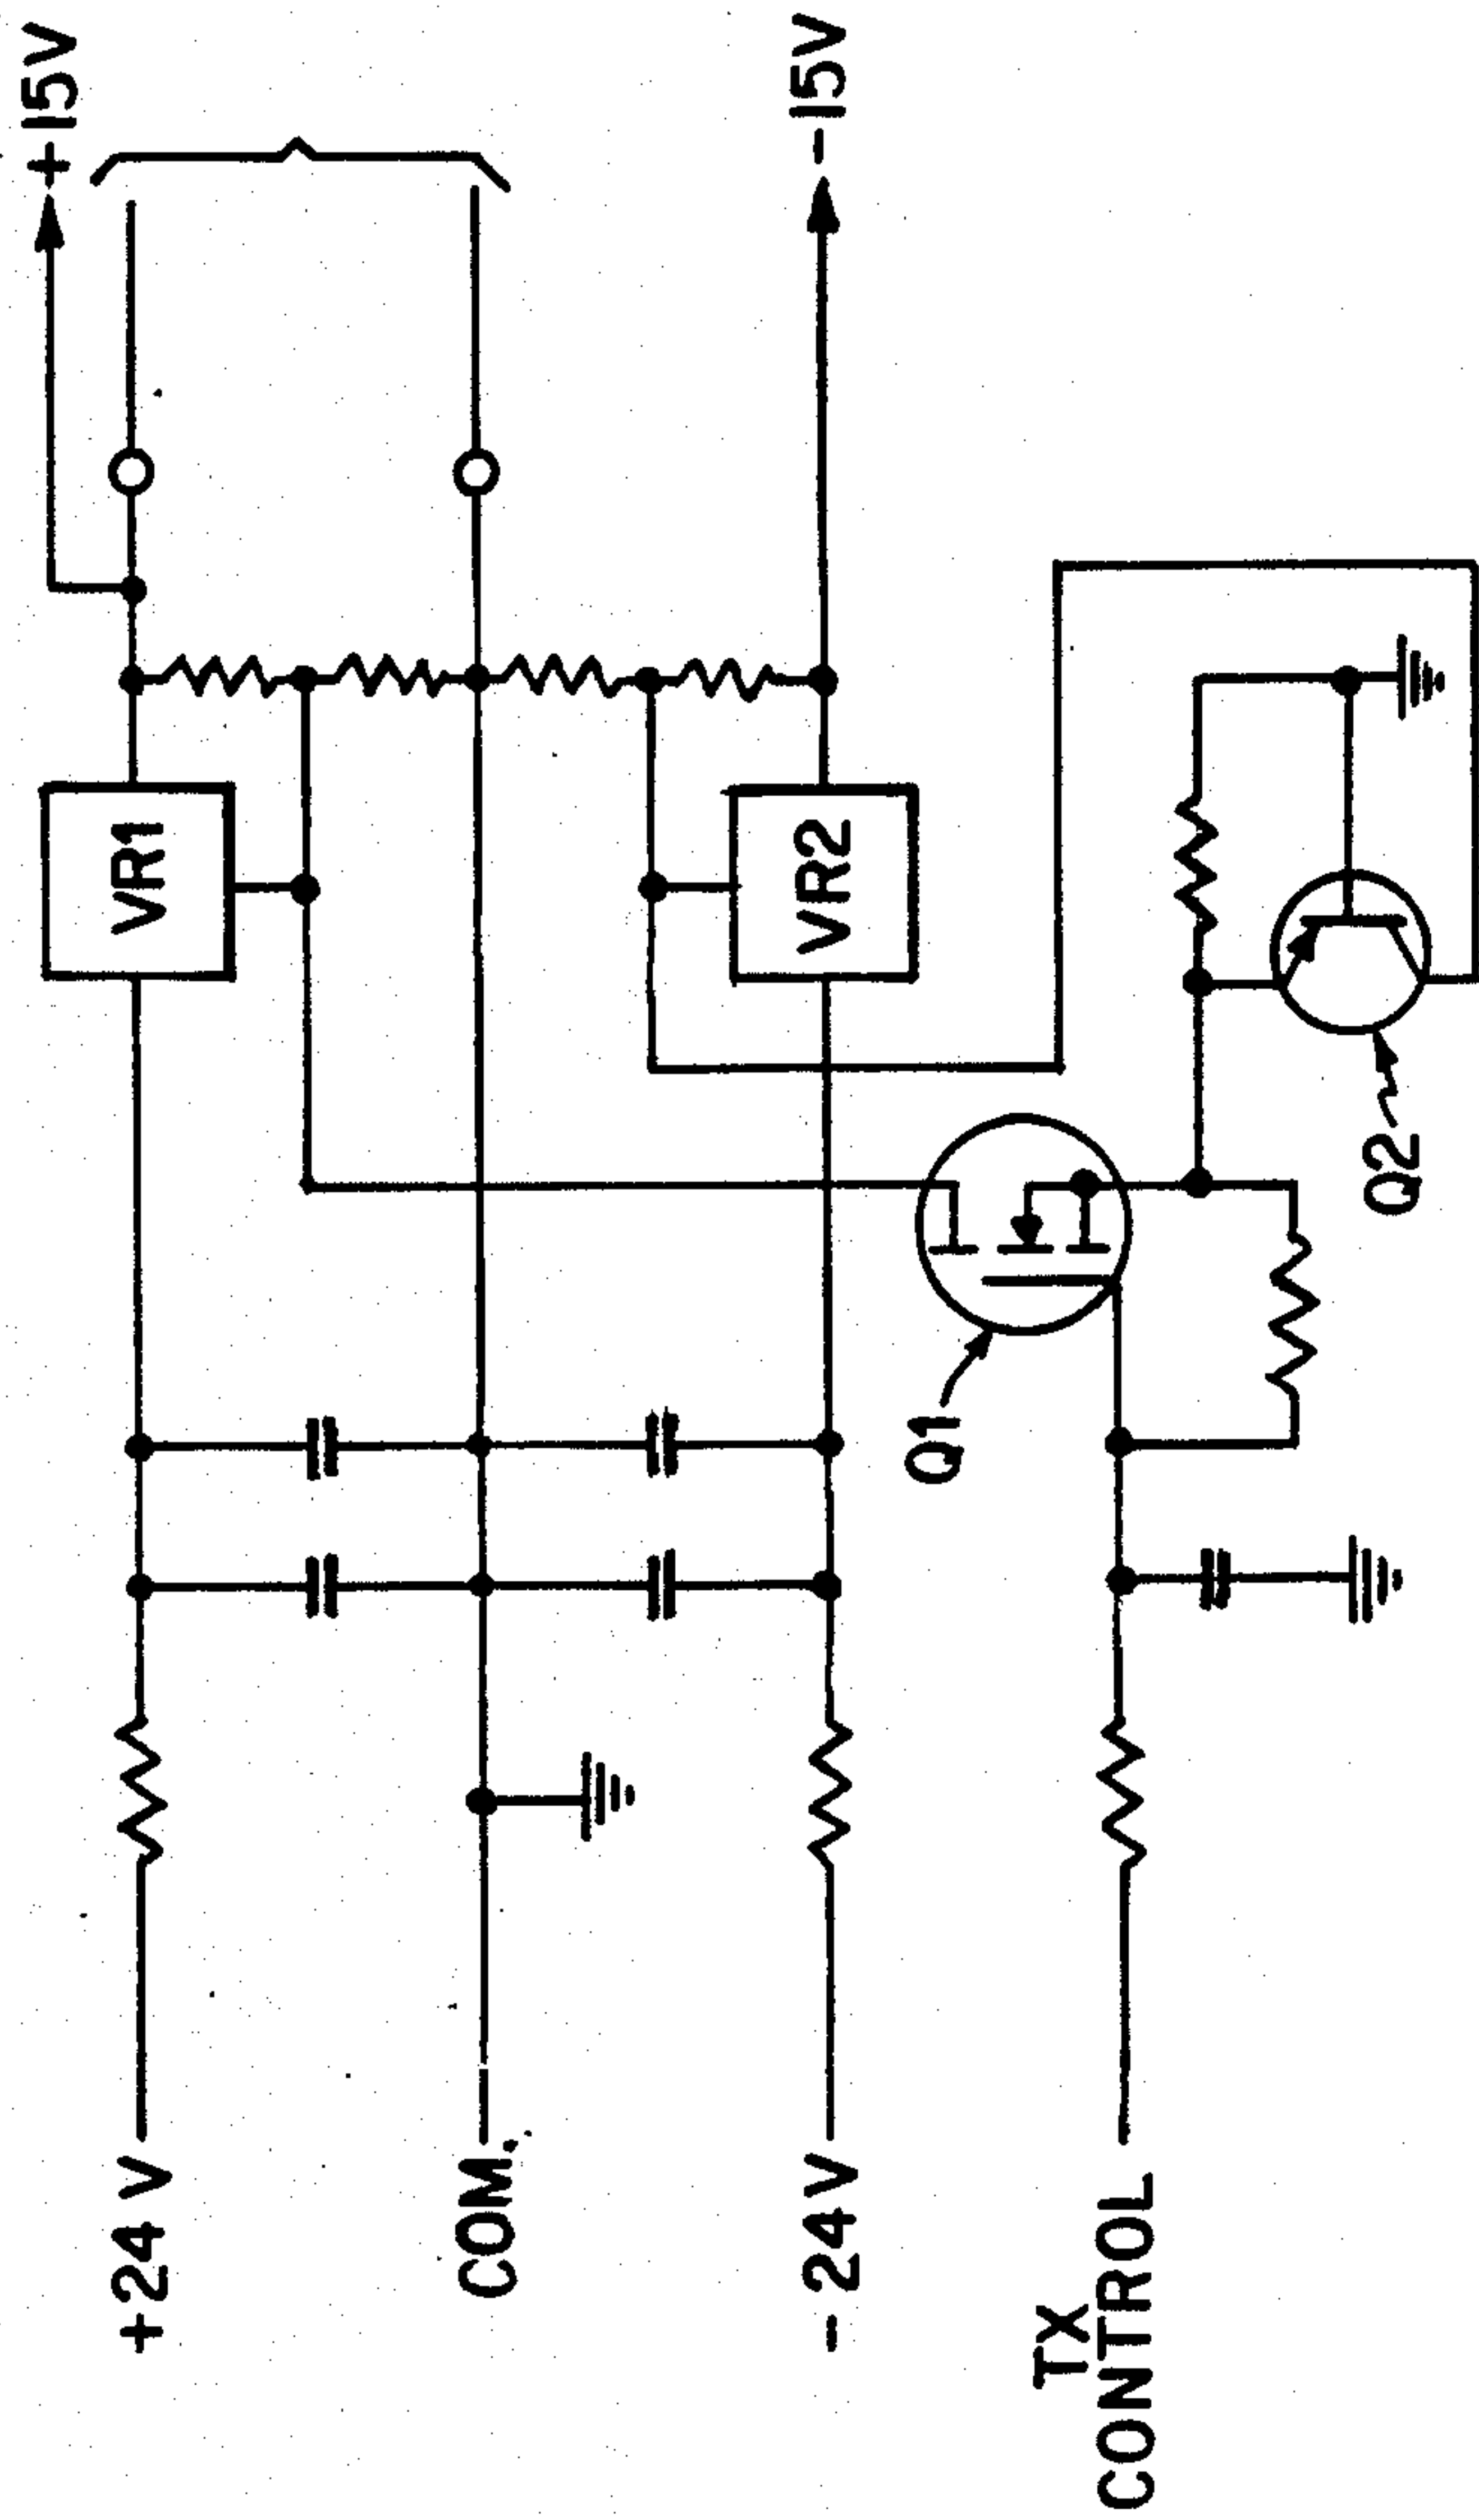 +15V
-15V
VR1
VR2
Q1
Q2
+24 V
COM.
- 24 V
TX
CONTROL